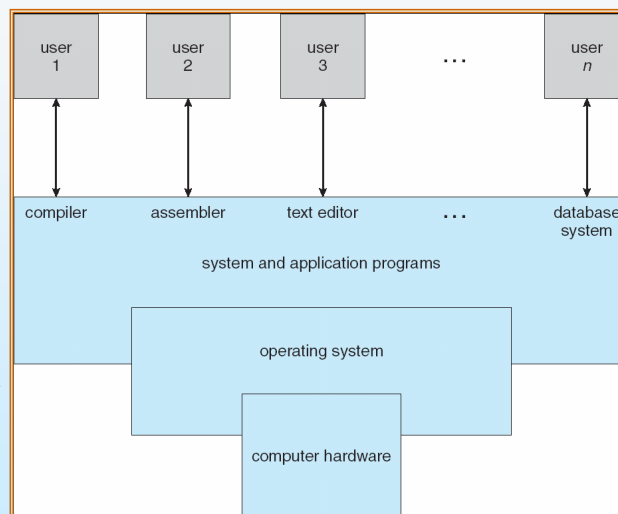 user user user user
1 2 3 ... n
compiler assembler text editor ... database
system
system and application programs
operating system
computer hardware